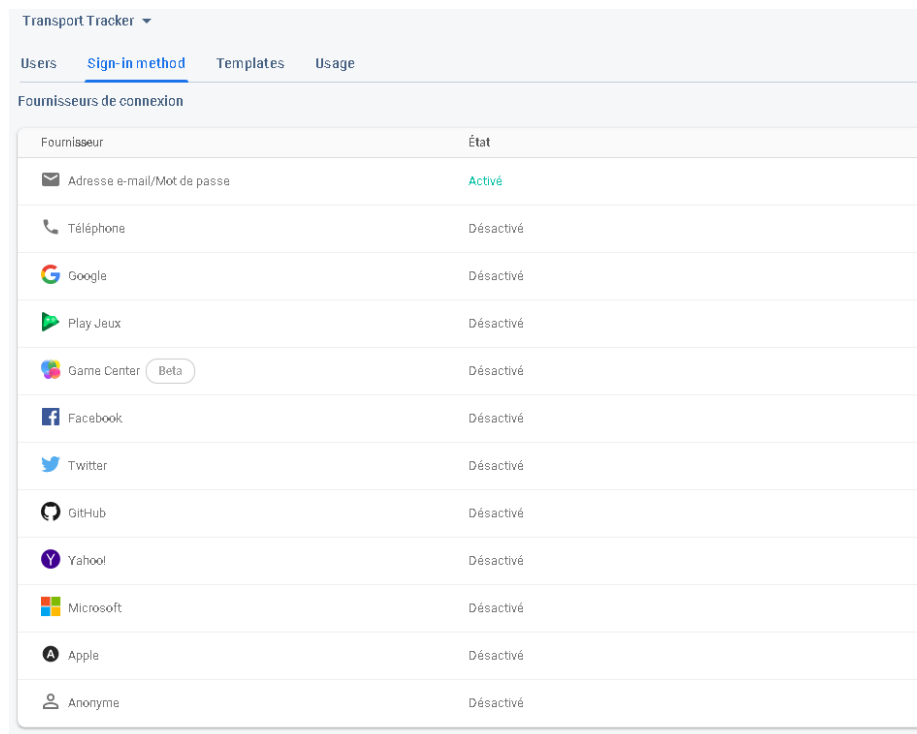 Transport Tracker
Users Sign-in method Templates Usage
Fournisseurs de connexion
Fournisseur État
Adresse e-mail/Mot de passe Activé
Téléphone Désactivé
Google Désactivé
Play Jeux Désactivé
Game Center Beta Désactivé
Facebook Désactivé
Twitter Désactivé
GitHub Désactivé
Yahoo! Désactivé
Microsoft Désactivé
Apple Désactivé
Anonyme Désactivé